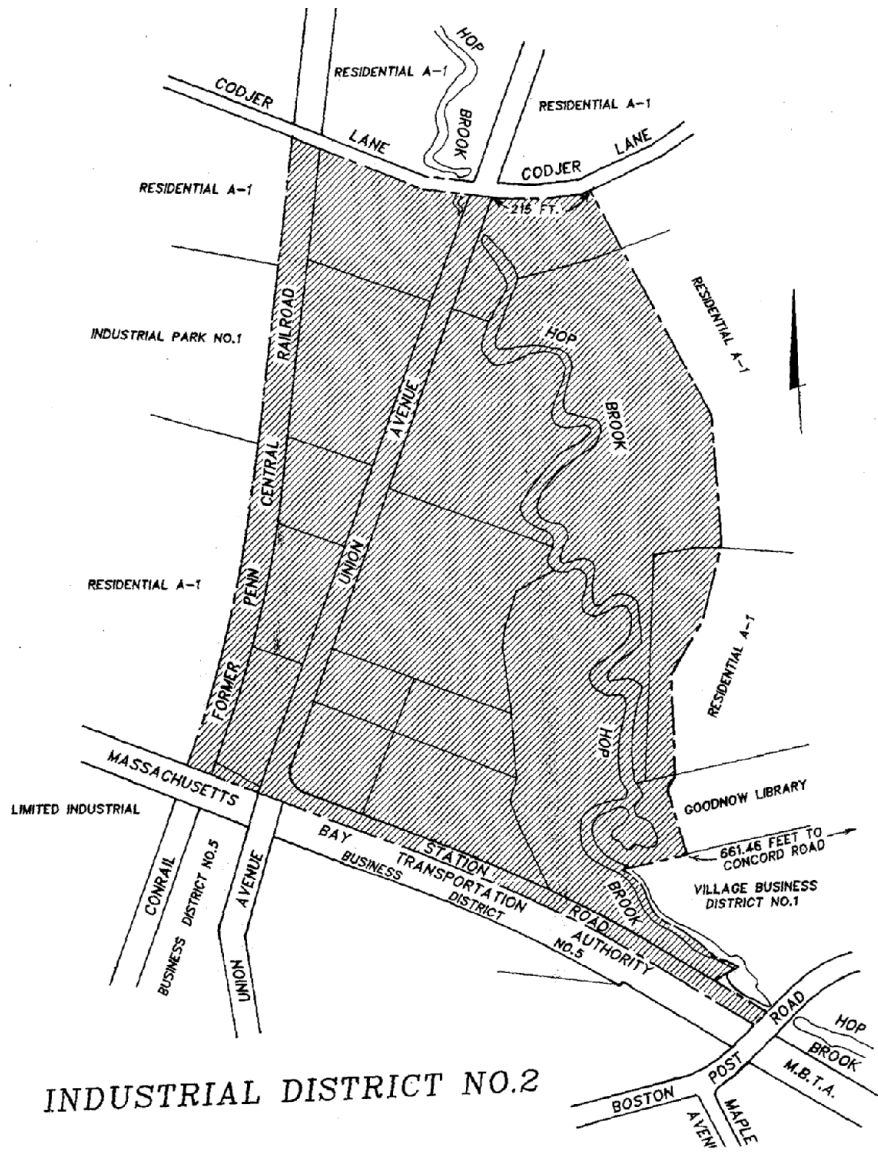 HOP
BROOK
RESIDENTIAL A-1
RESIDENTIAL A-1
CODJER
LANE
CODJER
LANE
215 FT.
RESIDENTIAL A-1
RAILROAD
INDUSTRIAL PARK NO.1
RESIDENTIAL A-1
HOP
BROOK
AVENUE
CENTRAL
UNION
PENN
RESIDENTIAL A-1
RESIDENTIAL A-1
FORMER
HOP
MASSACHUSETTS
LIMITED INDUSTRIAL
GOODNOW LIBRARY
BAY
STATION
TRANSPORTATION
BUSINESS
DISTRICT
661.46 FEET TO
CONCORD ROAD
VILLAGE BUSINESS
DISTRICT NO.1
BROOK
ROAD
AUTHORITY
NO.5
CONRAIL
BUSINESS DISTRICT NO.5
AVENUE
UNION
ROAD
HOP
BROOK
POST
M.B.T.A.
BOSTON
MAPLE
AVENU
INDUSTRIAL DISTRICT NO.2